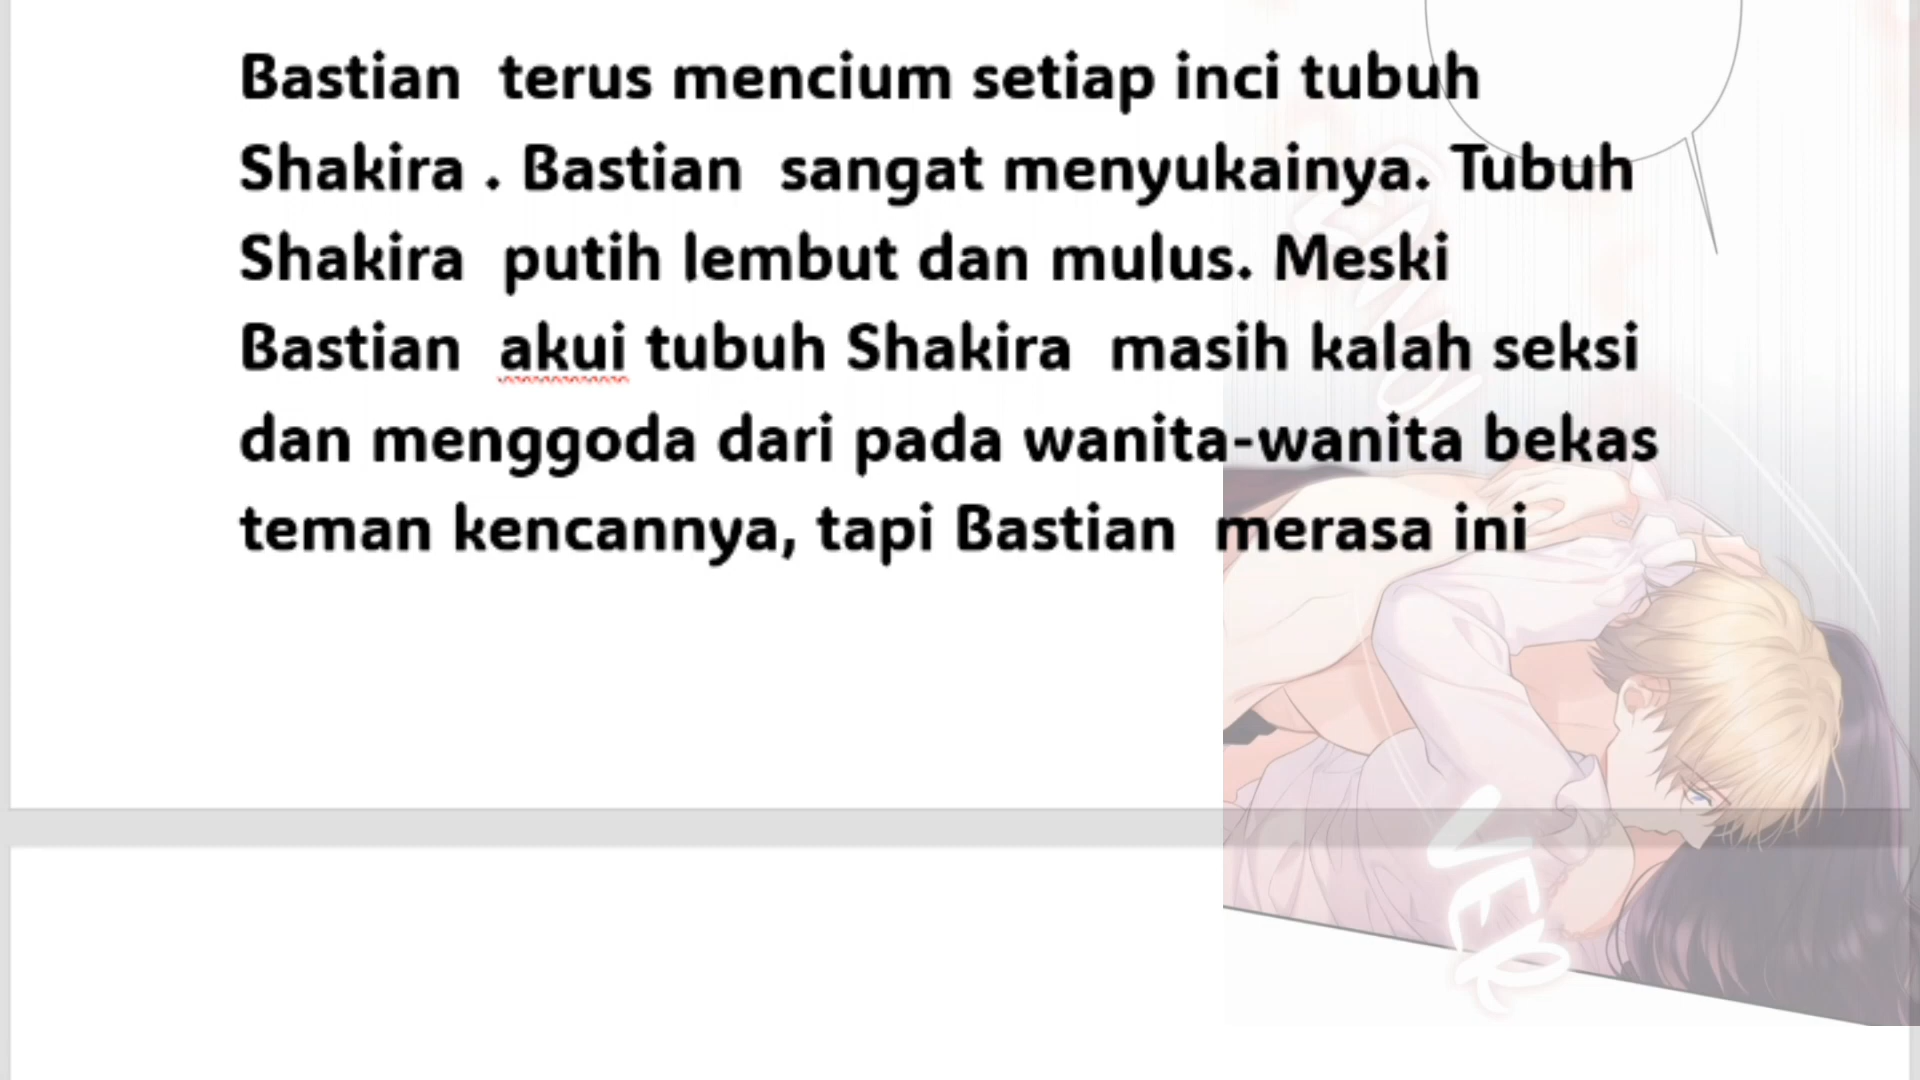 Bastian  terus mencium setiap inci tubuh
Shakira . Bastian  sangat menyukainya. Tubuh
Shakira  putih lembut dan mulus. Meski
Bastian  akui tubuh Shakira  masih kalah seksi
dan menggoda dari pada wanita-wanita bekas
teman kencannya, tapi Bastian  merasa ini